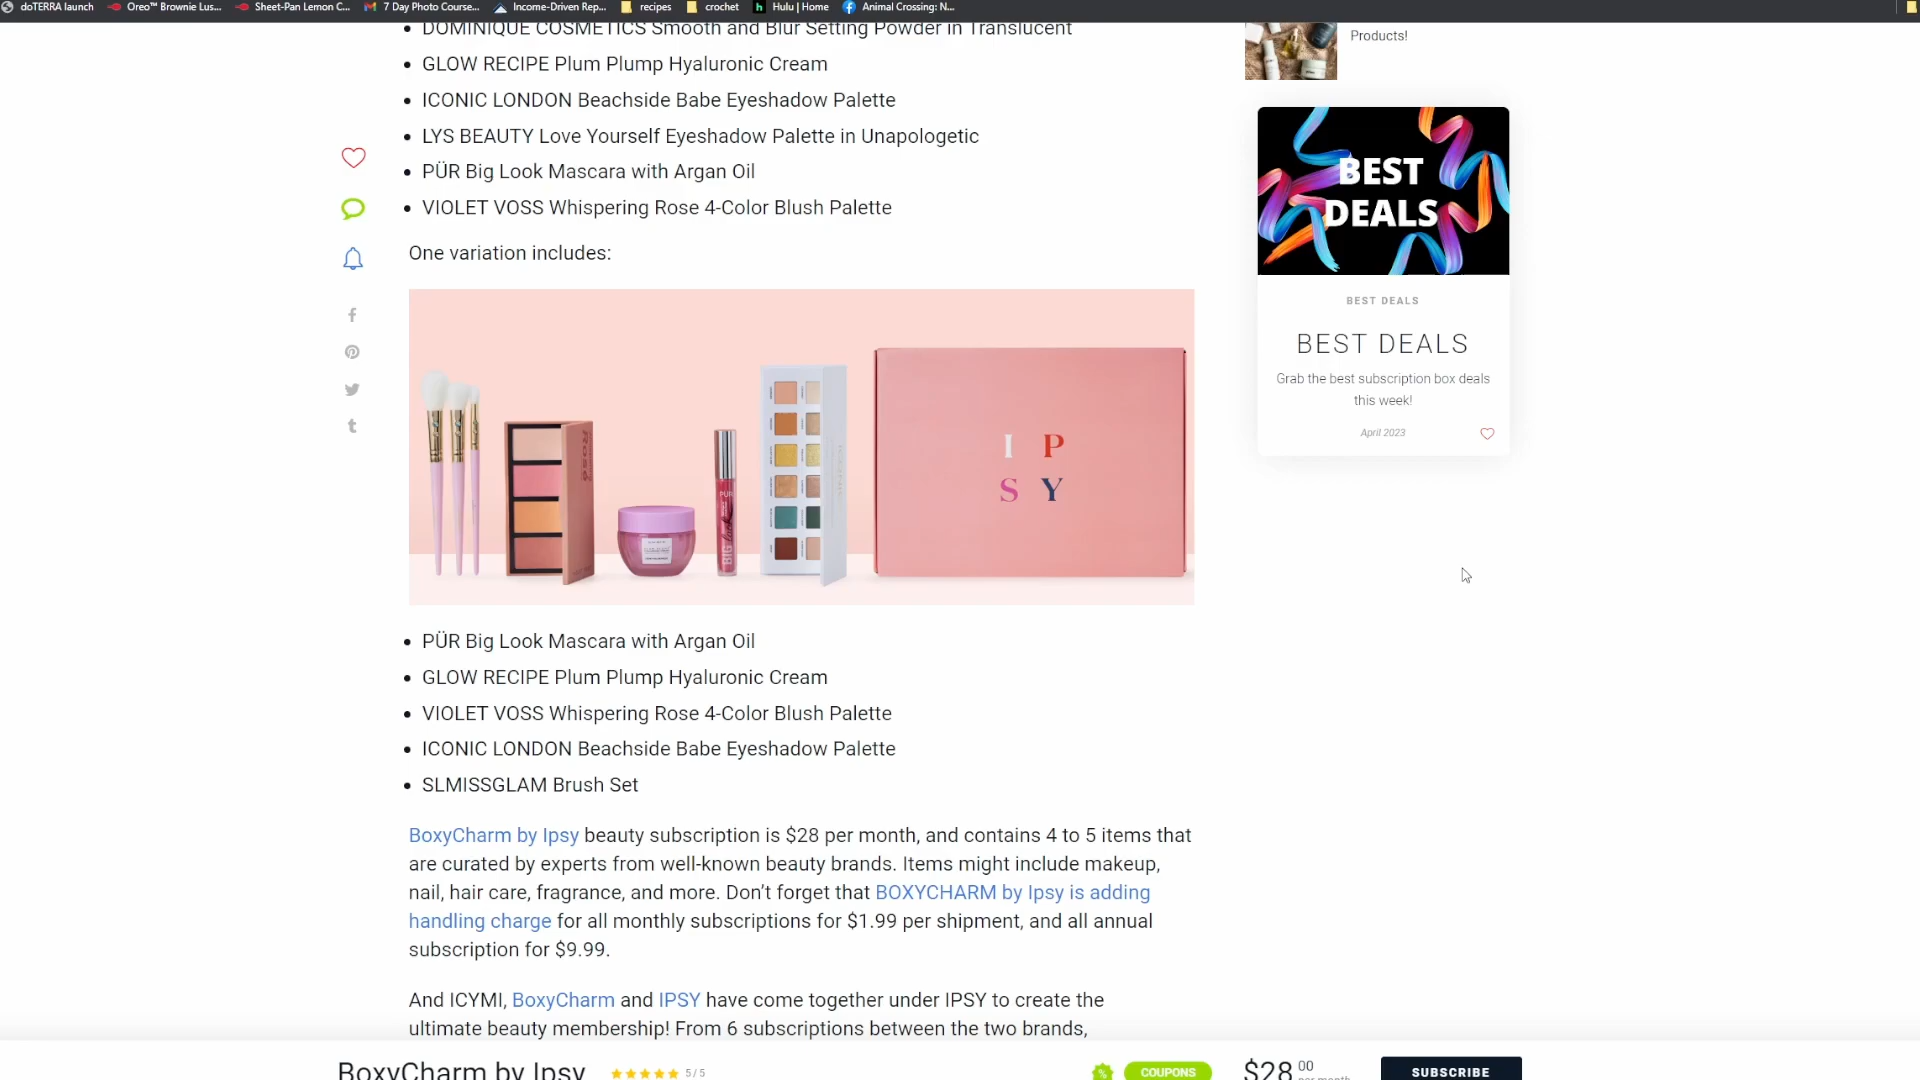 doTERRA launch Oreo™ Brownie Lus... Sheet-Pan Lemon C... 7 Day Photo Course... Income-Driven Rep... recipes crochet Hulu | Home Animal Crossing: N...
DOMINIQUE COSMETICS Smooth and Blur Setting Powder in Translucent
GLOW RECIPE Plum Plump Hyaluronic Cream
ICONIC LONDON Beachside Babe Eyeshadow Palette
LYS BEAUTY Love Yourself Eyeshadow Palette in Unapologetic
PÜR Big Look Mascara with Argan Oil
VIOLET VOSS Whispering Rose 4-Color Blush Palette
One variation includes:
PÜR
BIG
I P
S Y
PÜR Big Look Mascara with Argan Oil
GLOW RECIPE Plum Plump Hyaluronic Cream
VIOLET VOSS Whispering Rose 4-Color Blush Palette
ICONIC LONDON Beachside Babe Eyeshadow Palette
SLMISSGLAM Brush Set
BoxyCharm by Ipsy beauty subscription is $28 per month, and contains 4 to 5 items that
are curated by experts from well-known beauty brands. Items might include makeup,
nail, hair care, fragrance, and more. Don't forget that BOXYCHARM by Ipsy is adding
handling charge for all monthly subscriptions for $1.99 per shipment, and all annual
subscription for $9.99.
And ICYMI, BoxyCharm and IPSY have come together under IPSY to create the
ultimate beauty membership! From 6 subscriptions between the two brands,
Products!
BEST
DEALS
BEST DEALS
BEST DEALS
Grab the best subscription box deals
this week!
April 2023
BoxyCharm by Ipsy 5 / 5 % COUPONS $28 00 per month SUBSCRIBE